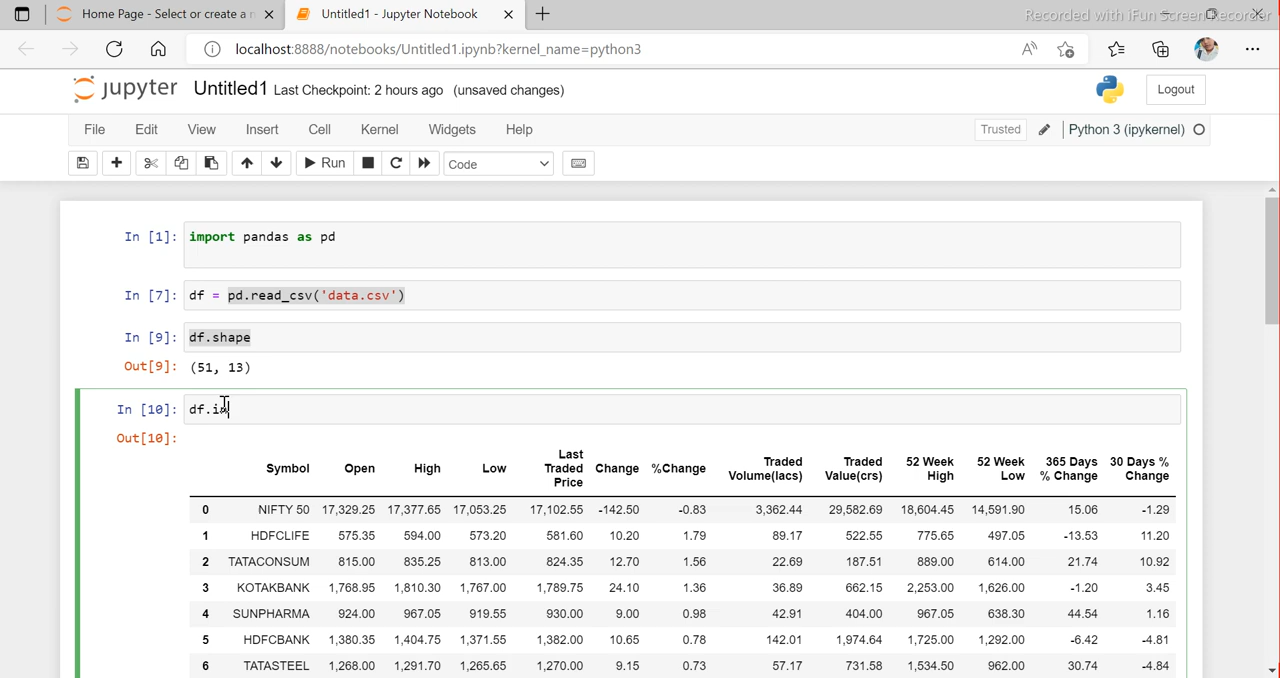 Home Page - Select or create a n
Untitled1 - Jupyter Notebook
Recorded with iFun Screen Recorder
localhost:8888/notebooks/Untitled1.ipynb?kernel_name=python3
jupyter Untitled1 Last Checkpoint: 2 hours ago (unsaved changes) Logout
File Edit View Insert Cell Kernel Widgets Help Trusted Python 3 (ipykernel)
Run Code
In [1]: import pandas as pd
In [7]: df = pd.read_csv('data.csv')
In [9]: df.shape
Out[9]: (51, 13)
In [10]:
Out[10]:
Symbol Open High Low Last Traded Price Change %Change Traded Volume(lacs) Traded Value(crs) 52 Week High 52 Week Low 365 Days % Change 30 Days % Change
0 NIFTY 50 17,329.25 17,377.65 17,053.25 17,102.55 -142.50 -0.83 3,362.44 29,582.69 18,604.45 14,591.90 15.06 -1.29
1 HDFCLIFE 575.35 594.00 573.20 581.60 10.20 1.79 89.17 522.55 775.65 497.05 -13.53 11.20
2 TATACONSUM 815.00 835.25 813.00 824.35 12.70 1.56 22.69 187.51 889.00 614.00 21.74 10.92
3 KOTAKBANK 1,768.95 1,810.30 1,767.00 1,789.75 24.10 1.36 36.89 662.15 2,253.00 1,626.00 -1.20 3.45
4 SUNPHARMA 924.00 967.05 919.55 930.00 9.00 0.98 42.91 404.00 967.05 638.30 44.54 1.16
5 HDFCBANK 1,380.35 1,404.75 1,371.55 1,382.00 10.65 0.78 142.01 1,974.64 1,725.00 1,292.00 -6.42 -4.81
6 TATASTEEL 1,268.00 1,291.70 1,265.65 1,270.00 9.15 0.73 57.17 731.58 1,534.50 962.00 30.74 -4.84